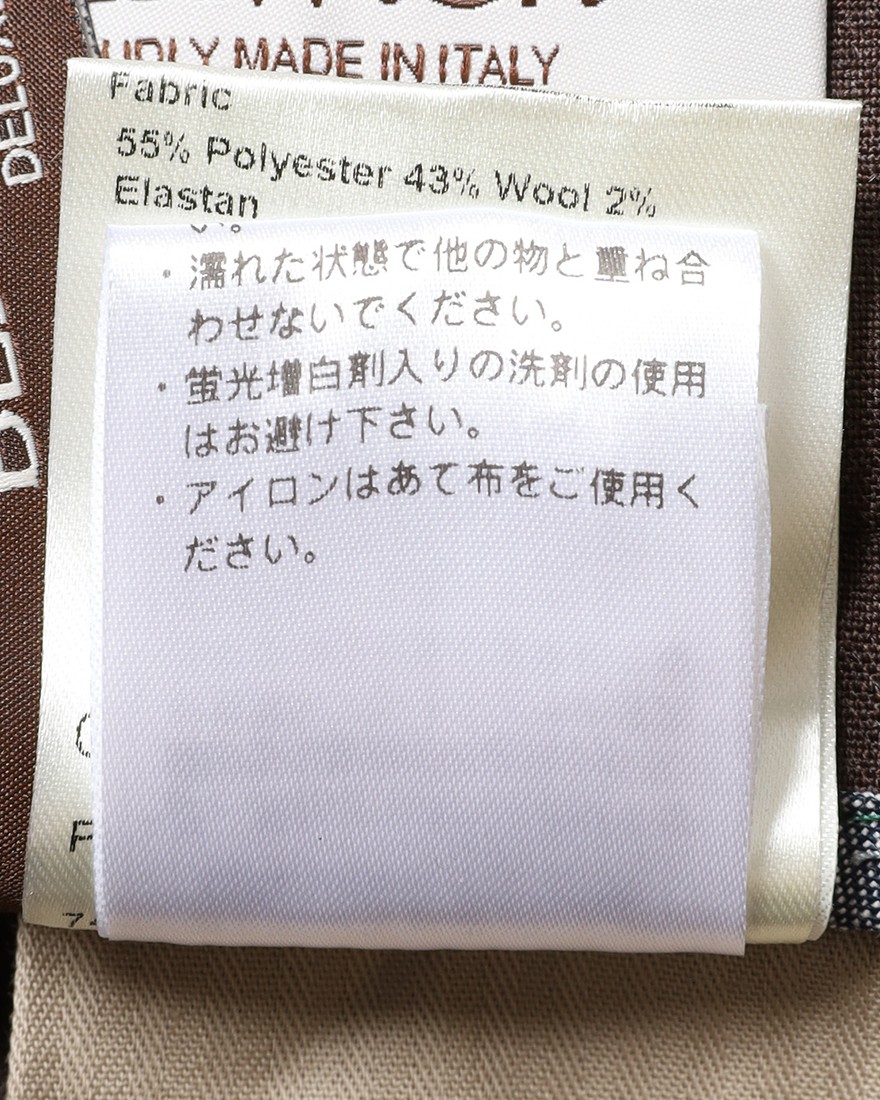 MADE IN ITALY
DELUX
Fabric
55% Polyester 43% Wool 2%
Elastan
い。
・濡れた状態で他の物と重ね合
わせないでください。
・蛍光増白剤入りの洗剤の使用
はお避け下さい。
・アイロンはあて布をご使用く
ださい。